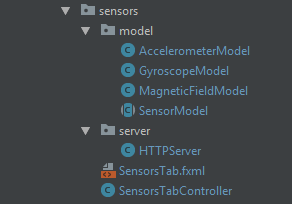 sensors
model
AccelerometerModel
GyroscopeModel
MagneticFieldModel
SensorModel
server
HTTPServer
SensorsTab.fxml
SensorsTabController